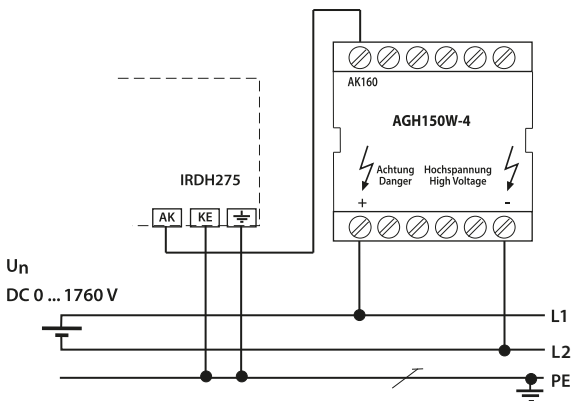 AK160
AGH150W-4
Achtung Hochspannung
Danger High Voltage
+ -
IRDH275
AK KE
Un
DC 0 ... 1760 V
L1
L2
PE